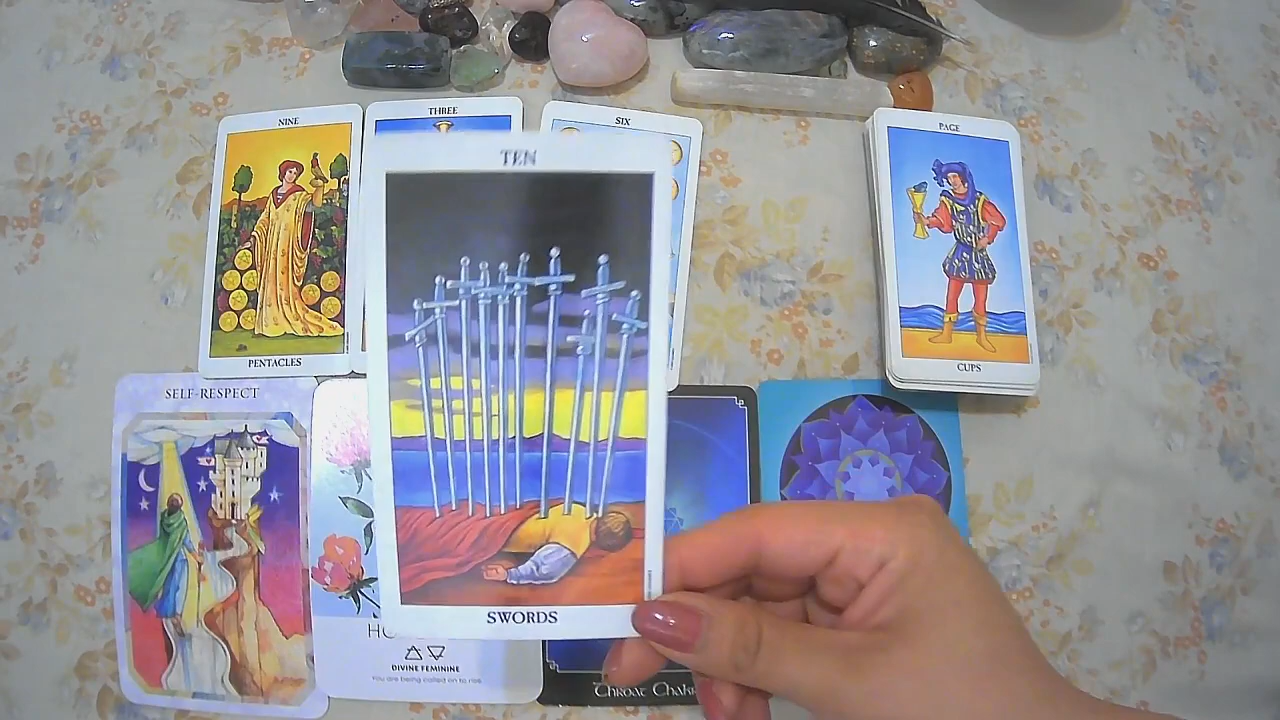 NINE
THREE
SIX
PAGE
TEN
PENTACLES
CUPS
SELF-RESPECT
SWORDS
DIVINE FEMININE
You are being called on to rise.
Throat